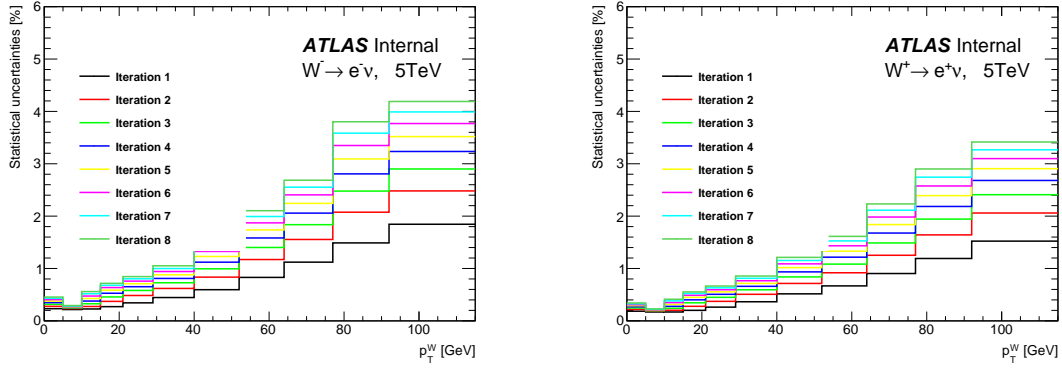 Statistical uncertainties [%]
6
5
4
3
2
1
0
0 20 40 60 80 100
p_T^W [GeV]
ATLAS Internal
W⁻→ e⁻ν, 5TeV
Iteration 1
Iteration 2
Iteration 3
Iteration 4
Iteration 5
Iteration 6
Iteration 7
Iteration 8
Statistical uncertainties [%]
6
5
4
3
2
1
0
0 20 40 60 80 100
p_T^W [GeV]
ATLAS Internal
W⁺→ e⁺ν, 5TeV
Iteration 1
Iteration 2
Iteration 3
Iteration 4
Iteration 5
Iteration 6
Iteration 7
Iteration 8